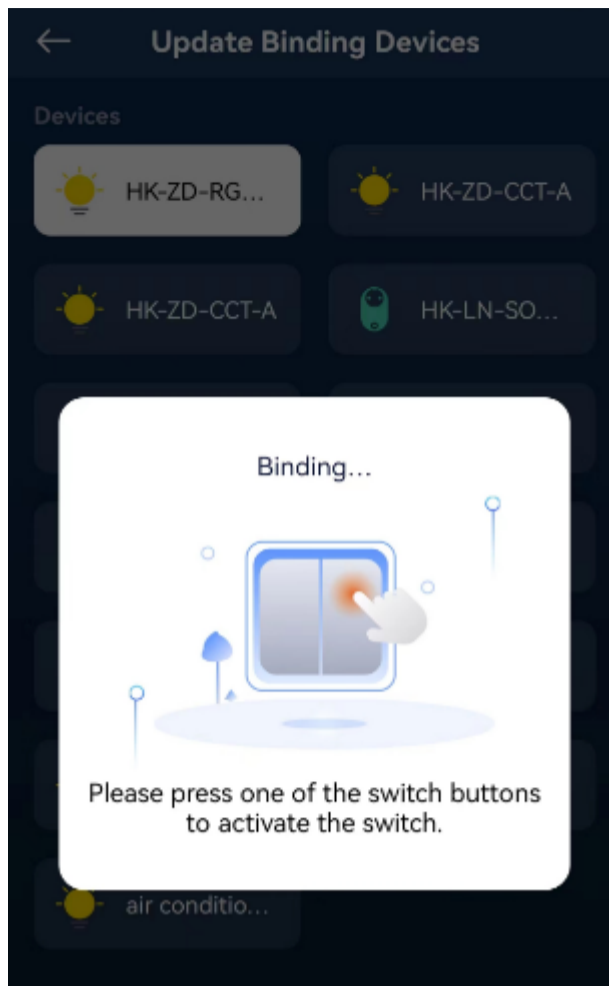 Update Binding Devices
Devices
HK-ZD-RG...
HK-ZD-CCT-A
HK-ZD-CCT-A
HK-LN-SO...
Binding...
Please press one of the switch buttons
to activate the switch.
air conditio...